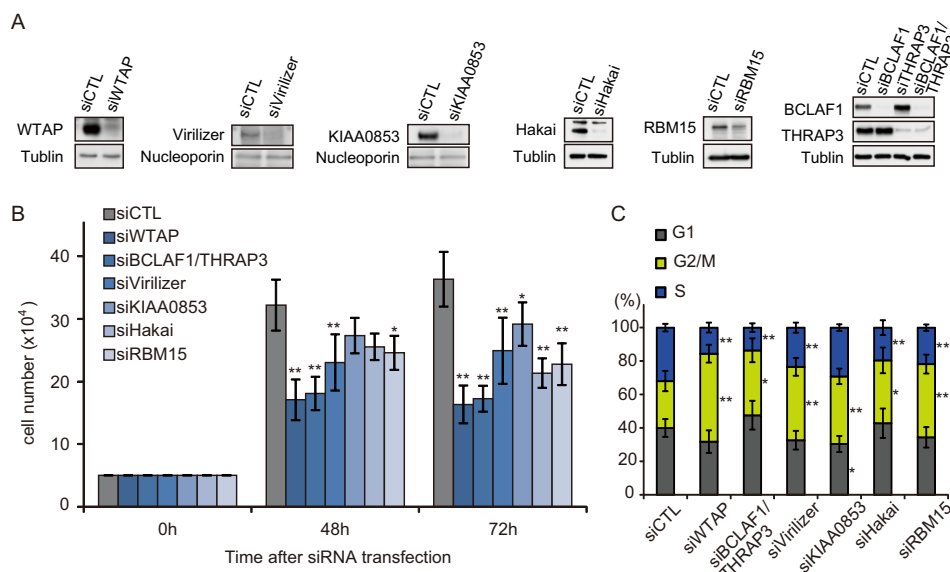 A
siCTL
siWTAP
WTAP
Tublin
siCTL
siVirilizer
Virilizer
Nucleoporin
siCTL
siKIAA0853
KIAA0853
Nucleoporin
siCTL
siHakai
Hakai
Tublin
siCTL
siRBM15
RBM15
Tublin
siCTL
siBCLAF1
siTHRAP3
siBCLAF1/
THRAP3
BCLAF1
THRAP3
Tublin
B
siCTL
siWTAP
siBCLAF1/THRAP3
siVirilizer
siKIAA0853
siHakai
siRBM15
cell number (x10⁴)
40
30
20
10
0
** ** ** *
** ** ** * ** **
0h 48h 72h
Time after siRNA transfection
C
G1
G2/M
S
(%)
100
80
60
40
20
0
** ** ** ** **
** * ** ** * **
*
siCTL
siWTAP
siBCLAF1/
THRAP3
siVirilizer
siKIAA0853
siHakai
siRBM15